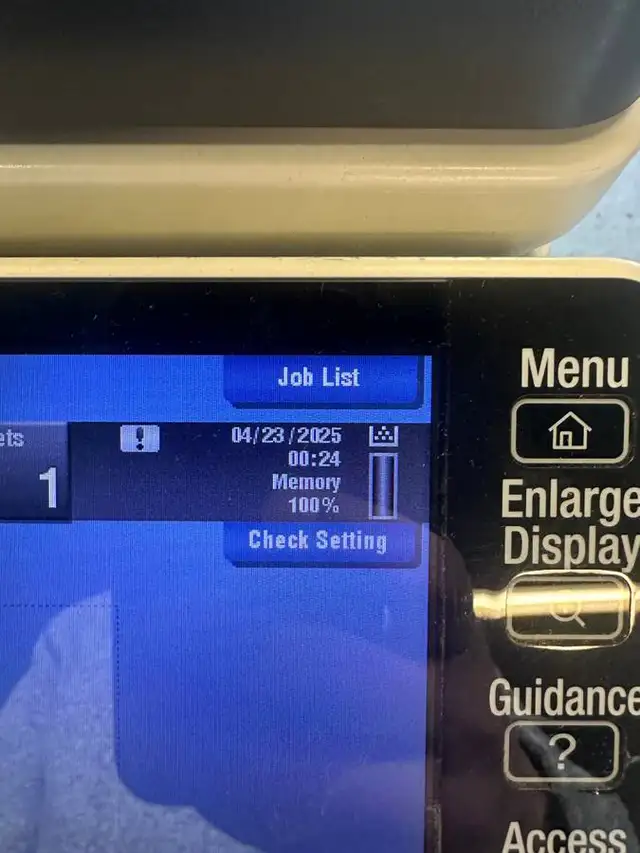 Job List
Menu
ets
!
04/23/2025
00:24
1
Memory
100%
Enlarge
Display
Check Setting
Guidance
?
Access